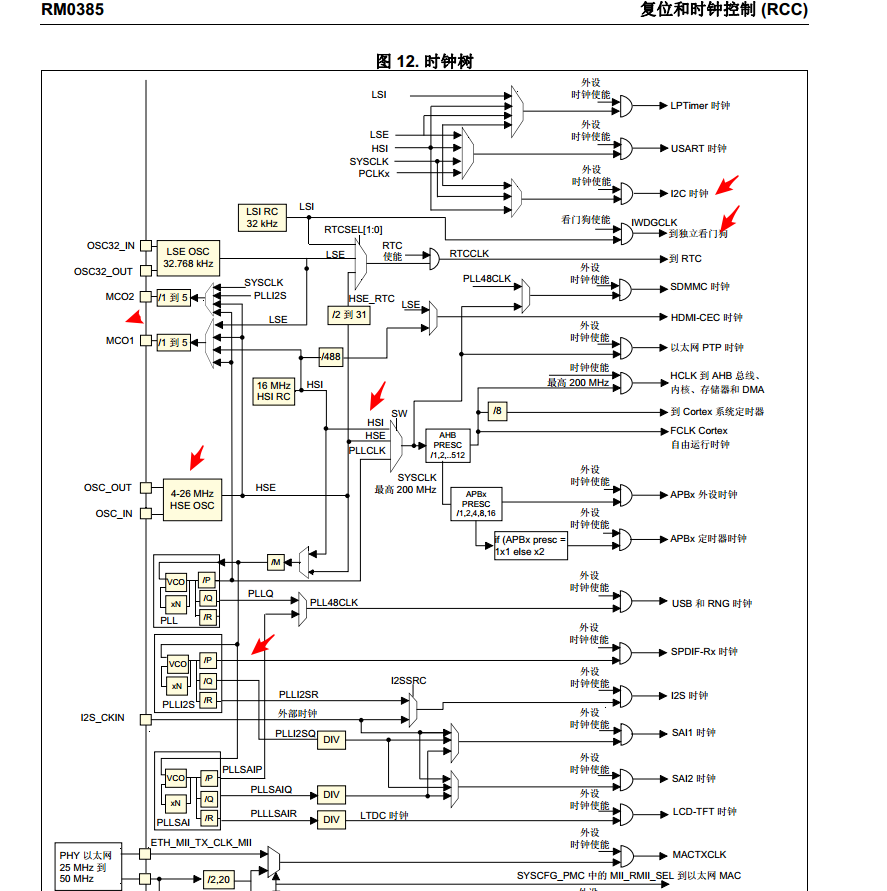 RM0385
复位和时钟控制 (RCC)
图 12. 时钟树
LSI
外设
时钟使能
LPTimer 时钟
LSE
HSI
SYSCLK
PCLKx
外设
时钟使能
USART 时钟
外设
时钟使能
I2C 时钟
LSI RC
32 kHz
LSI
看门狗使能
IWDGCLK
到独立看门狗
RTCSEL[1:0]
OSC32_IN
OSC32_OUT
LSE OSC
32.768 kHz
LSE
RTC
使能
RTCCLK
到 RTC
MCO2
/1 到 5
SYSCLK
PLLI2S
PLL48CLK
外设
时钟使能
SDMMC 时钟
HSE_RTC
/2 到 31
LSE
HDMI-CEC 时钟
LSE
MCO1
/1 到 5
外设
时钟使能
以太网 PTP 时钟
/488
16 MHz
HSI RC
HSI
时钟使能
最高 200 MHz
HCLK 到 AHB 总线、
内核、存储器和 DMA
/8
到 Cortex 系统定时器
SW
HSI
HSE
PLLCLK
AHB
PRESC
/1,2,..512
FCLK Cortex
自由运行时钟
SYSCLK
最高 200 MHz
OSC_OUT
OSC_IN
4-26 MHz
HSE OSC
HSE
APBx
PRESC
/1,2,4,8,16
外设
时钟使能
APBx 外设时钟
外设
时钟使能
if (APBx presc =
1x1 else x2
APBx 定时器时钟
/M
VCO
xN
/P
/Q
/R
PLL
PLLQ
PLL48CLK
外设
时钟使能
USB 和 RNG 时钟
VCO
xN
/P
/Q
/R
PLLI2S
外设
时钟使能
SPDIF-Rx 时钟
I2SSRC
PLLI2SR
外设
时钟使能
I2S 时钟
I2S_CKIN
外部时钟
PLLI2SQ
DIV
外设
时钟使能
SAI1 时钟
VCO
xN
/P
/Q
/R
PLLSAI
PLLSAIP
PLLSAIQ
DIV
外设
时钟使能
SAI2 时钟
PLLLSAIR
DIV
LTDC 时钟
外设
时钟使能
LCD-TFT 时钟
PHY 以太网
25 MHz 到
50 MHz
ETH_MII_TX_CLK_MII
外设
时钟使能
MACTXCLK
/2,20
SYSCFG_PMC 中的 MII_RMII_SEL 到以太网 MAC